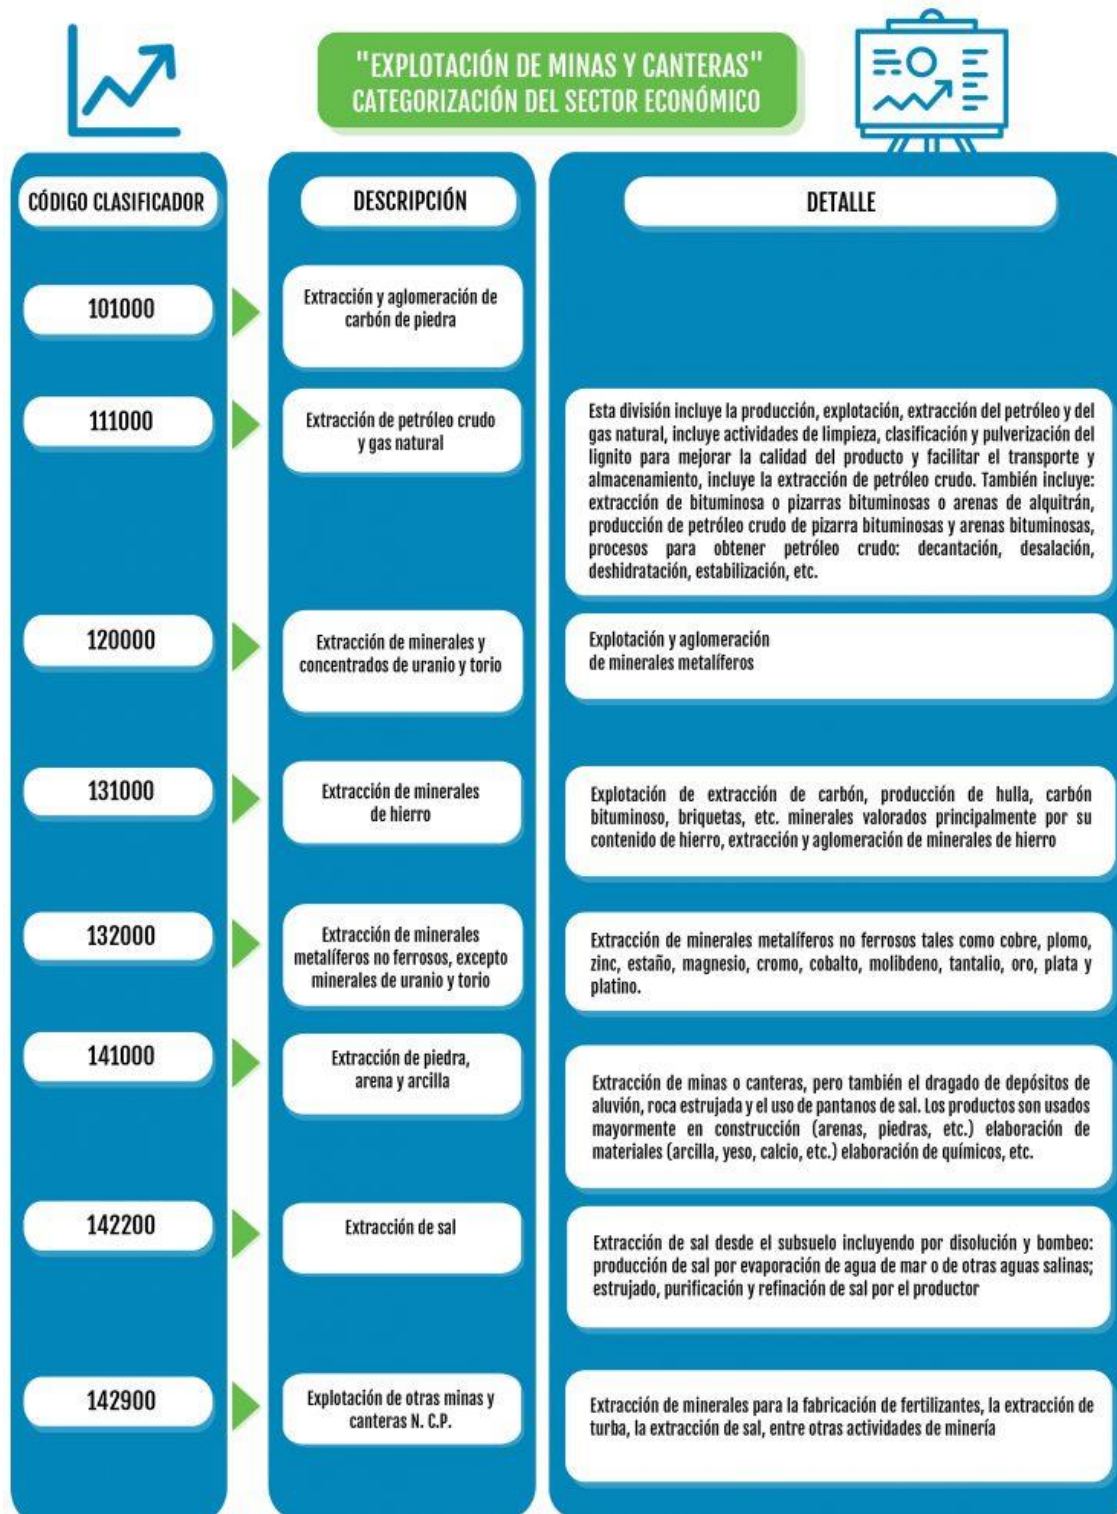 "EXPLOTACIÓN DE MINAS Y CANTERAS"
CATEGORIZACIÓN DEL SECTOR ECONÓMICO
CÓDIGO CLASIFICADOR
DESCRIPCIÓN
DETALLE
101000
Extracción y aglomeración de
carbón de piedra
111000
Extracción de petróleo crudo
y gas natural
Esta división incluye la producción, explotación, extracción del petróleo y del
gas natural, incluye actividades de limpieza, clasificación y pulverización del
lignito para mejorar la calidad del producto y facilitar el transporte y
almacenamiento, incluye la extracción de petróleo crudo. También incluye:
extracción de bituminosa o pizarras bituminosas o arenas de alquitrán,
producción de petróleo crudo de pizarra bituminosas y arenas bituminosas,
procesos para obtener petróleo crudo: decantación, desalación,
deshidratación, estabilización, etc.
120000
Extracción de minerales y
concentrados de uranio y torio
Explotación y aglomeración
de minerales metalíferos
131000
Extracción de minerales
de hierro
Explotación de extracción de carbón, producción de hulla, carbón
bituminoso, briquetas, etc. minerales valorados principalmente por su
contenido de hierro, extracción y aglomeración de minerales de hierro
132000
Extracción de minerales
metalíferos no ferrosos, excepto
minerales de uranio y torio
Extracción de minerales metalíferos no ferrosos tales como cobre, plomo,
zinc, estaño, magnesio, cromo, cobalto, molibdeno, tantalio, oro, plata y
platino.
141000
Extracción de piedra,
arena y arcilla
Extracción de minas o canteras, pero también el dragado de depósitos de
aluvión, roca estrujada y el uso de pantanos de sal. Los productos son usados
mayormente en construcción (arenas, piedras, etc.) elaboración de
materiales (arcilla, yeso, calcio, etc.) elaboración de químicos, etc.
142200
Extracción de sal
Extracción de sal desde el subsuelo incluyendo por disolución y bombeo:
producción de sal por evaporación de agua de mar o de otras aguas salinas;
estrujado, purificación y refinación de sal por el productor
142900
Explotación de otras minas y
canteras N. C.P.
Extracción de minerales para la fabricación de fertilizantes, la extracción de
turba, la extracción de sal, entre otras actividades de minería